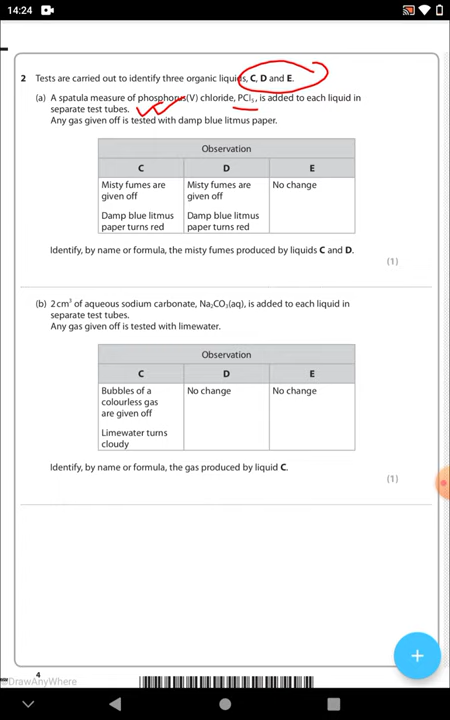 14:24
2 Tests are carried out to identify three organic liquids, C, D and E.
(a) A spatula measure of phosphorus(V) chloride, PCl₅, is added to each liquid in
separate test tubes.
Any gas given off is tested with damp blue litmus paper.
Observation
C D E
Misty fumes are
given off
Damp blue litmus
paper turns red
Misty fumes are
given off
Damp blue litmus
paper turns red
No change
Identify, by name or formula, the misty fumes produced by liquids C and D.
(1)
(b) 2 cm³ of aqueous sodium carbonate, Na₂CO₃(aq), is added to each liquid in
separate test tubes.
Any gas given off is tested with limewater.
Observation
C D E
Bubbles of a
colourless gas
are given off
Limewater turns
cloudy
No change
No change
Identify, by name or formula, the gas produced by liquid C.
(1)
4
DrawAnyWhere